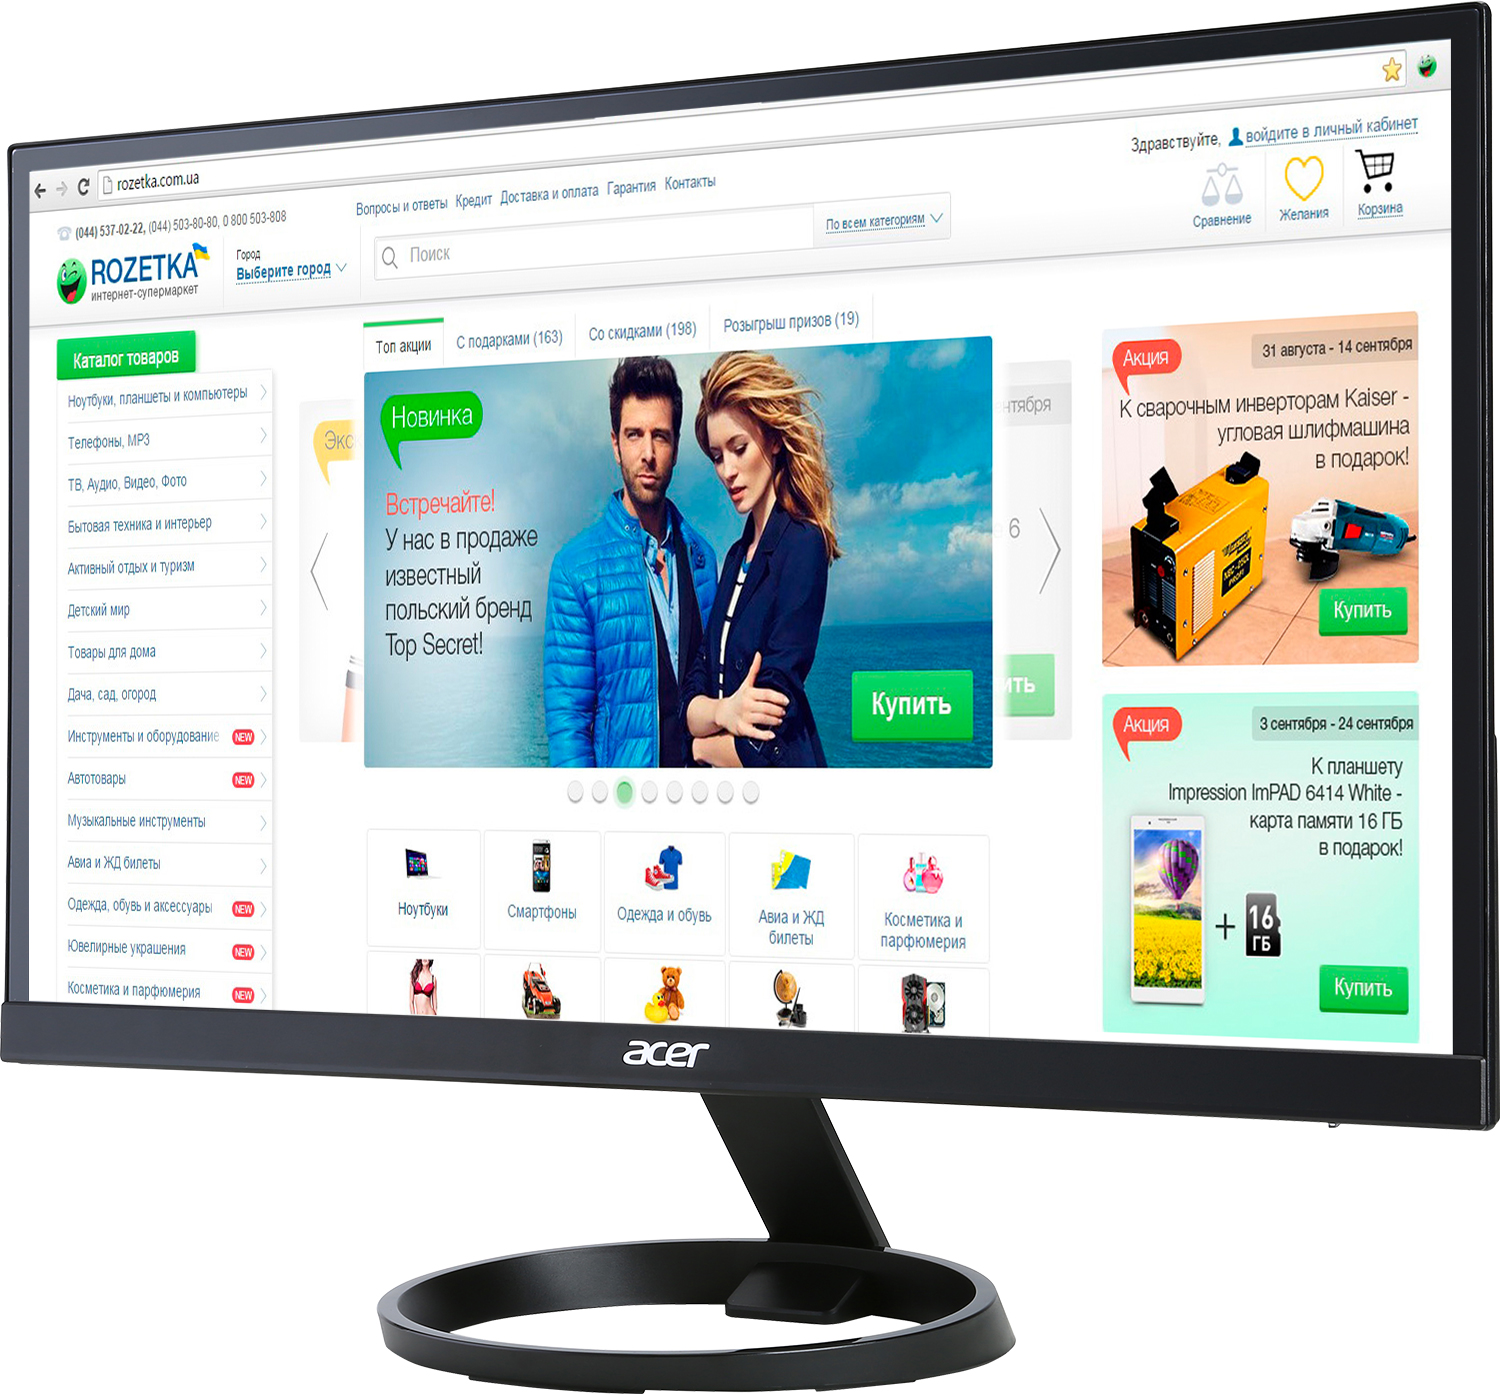 rozetka.com.ua
Здравствуйте, войдите в личный кабинет
(044) 537-02-22, (044) 503-80-80, 0 800 503-808
Вопросы и ответы Кредит Доставка и оплата Гарантия Контакты
ROZETKA
интернет-супермаркет
Город
Выберите город
Поиск
По всем категориям
Сравнение
Желания
Корзина
Каталог товаров
Ноутбуки, планшеты и компьютеры
Телефоны, MP3
ТВ, Аудио, Видео, Фото
Бытовая техника и интерьер
Активный отдых и туризм
Детский мир
Товары для дома
Дача, сад, огород
Инструменты и оборудование NEW
Автотовары NEW
Музыкальные инструменты
Авиа и ЖД билеты
Одежда, обувь и аксессуары NEW
Ювелирные украшения NEW
Косметика и парфюмерия NEW
Топ акции
С подарками (163)
Со скидками (198)
Розыгрыш призов (19)
Экс
Новинка
Встречайте!
У нас в продаже
известный
польский бренд
Top Secret!
Купить
нтября
6
ить
Ноутбуки
Смартфоны
Одежда и обувь
Авиа и ЖД
билеты
Косметика и
парфюмерия
Акция
31 августа - 14 сентября
К сварочным инверторам Kaiser -
угловая шлифмашина
в подарок!
Купить
Акция
3 сентября - 24 сентября
К планшету
Impression ImPAD 6414 White -
карта памяти 16 ГБ
в подарок!
+
16
ГБ
Купить
acer